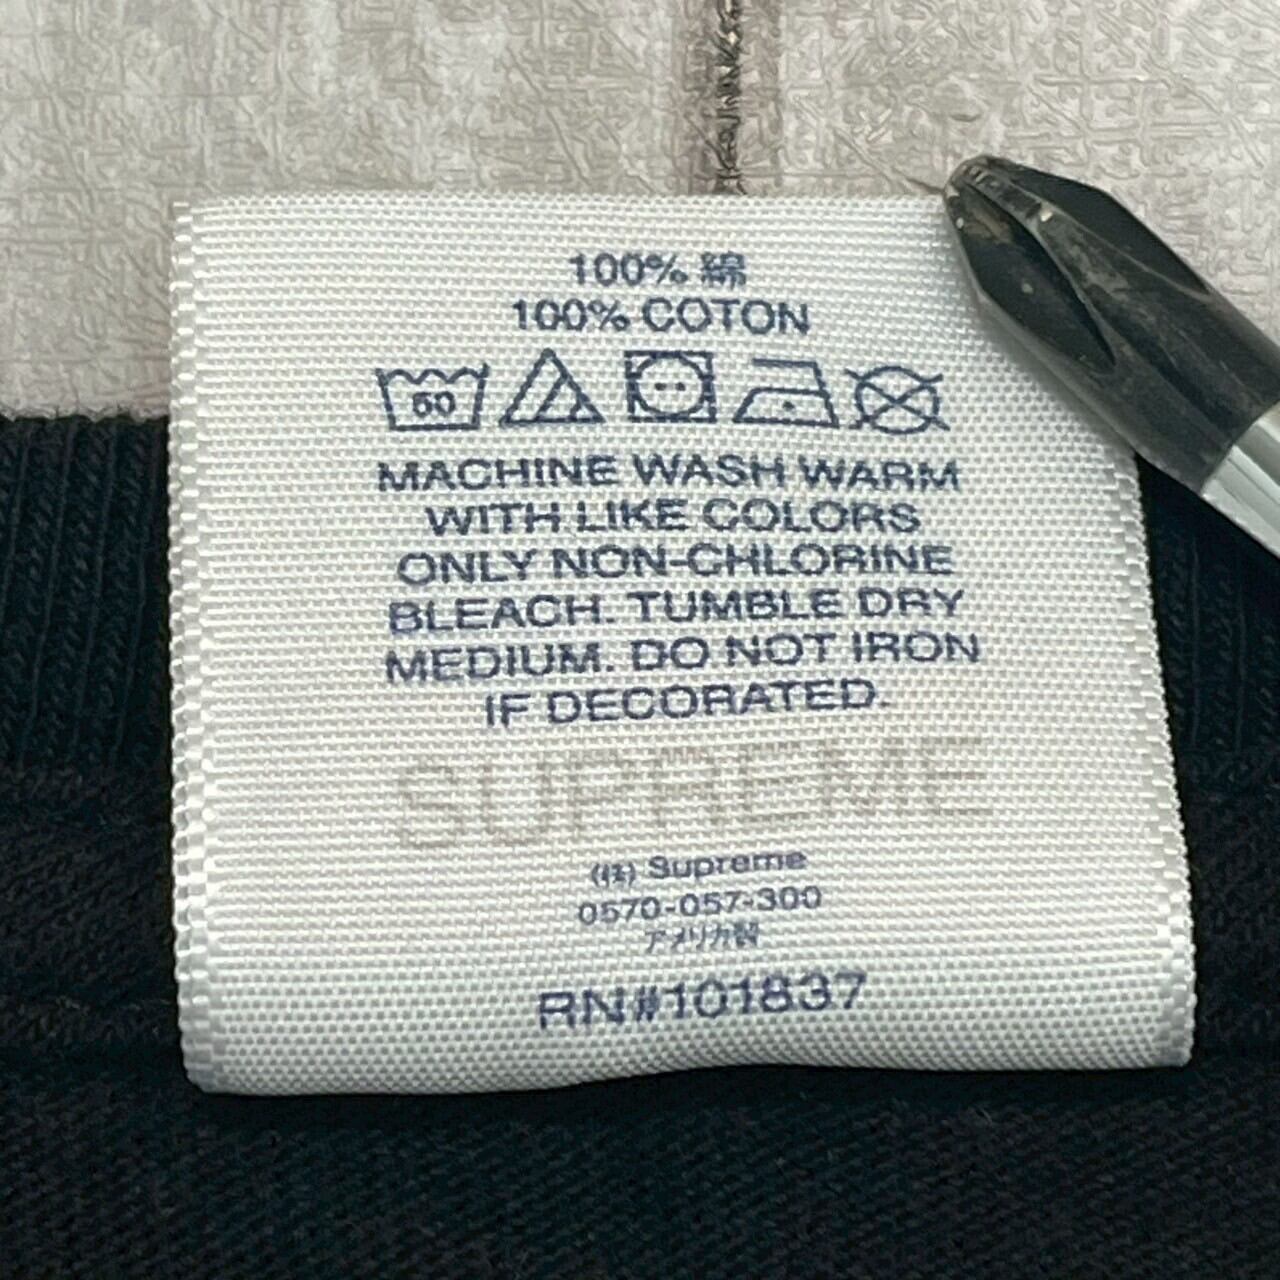 100% 綿
100% COTON
60
MACHINE WASH WARM
WITH LIKE COLORS
ONLY NON-CHLORINE
BLEACH. TUMBLE DRY
MEDIUM. DO NOT IRON
IF DECORATED.
SUPREME
(株) Supreme
0570-057-300
アメリカ製
RN#101837